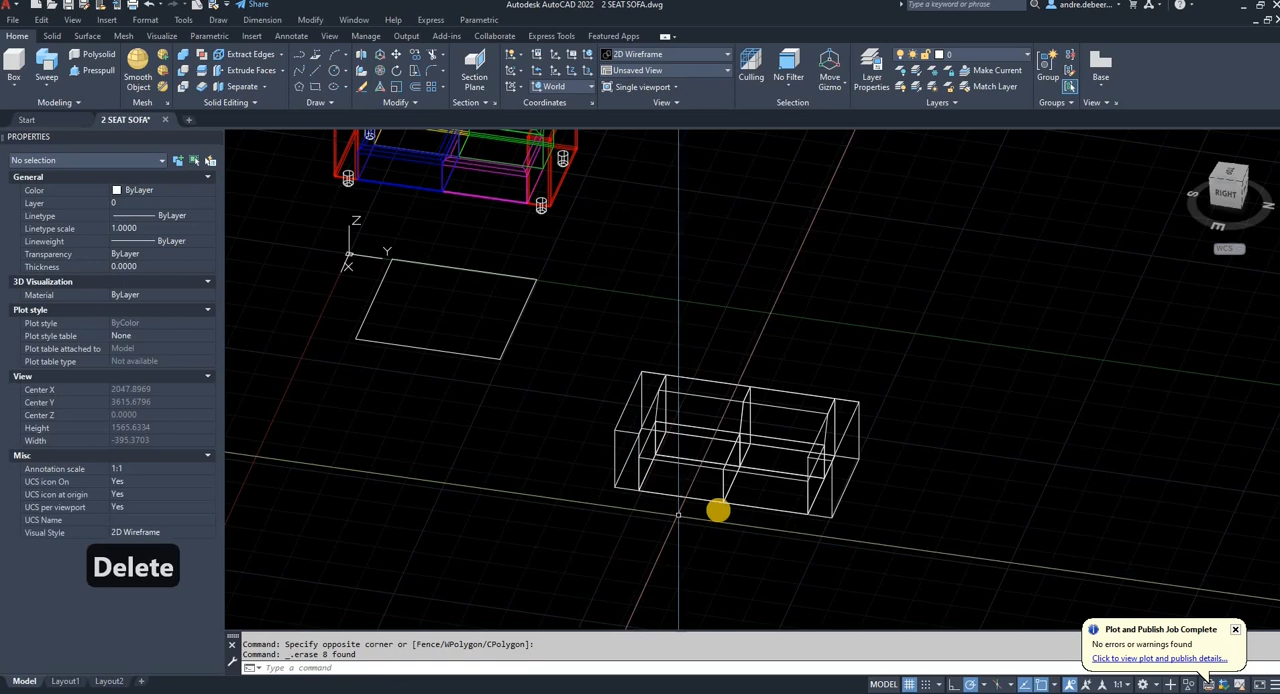 Share
Autodesk AutoCAD 2022    2 SEAT SOFA.dwg
Type a keyword or phrase
andre.debeer...
File Edit View Insert Format Tools Draw Dimension Modify Window Help Express Parametric
Home Solid Surface Mesh Visualize Parametric Insert Annotate View Manage Output Add-ins Collaborate Express Tools Featured Apps
Polysolid
Presspull
Box
Sweep
Smooth
Object
Extract Edges
Extrude Faces
Separate
World
2D Wireframe
Unsaved View
Single viewport
Section
Plane
Culling
No Filter
Move
Gizmo
Layer
Properties
0
Make Current
Match Layer
Group
Base
Modeling
Mesh
Solid Editing
Draw
Modify
Section
Coordinates
View
Selection
Layers
Groups
View
Start
2 SEAT SOFA*
PROPERTIES
No selection
General
Color ByLayer
Layer 0
Linetype ByLayer
Linetype scale 1.0000
Lineweight ByLayer
Transparency ByLayer
Thickness 0.0000
3D Visualization
Material ByLayer
Plot style
Plot style ByColor
Plot style table None
Plot table attached to Model
Plot table type Not available
View
Center X 2047.8969
Center Y 3615.6796
Center Z 0.0000
Height 1565.6334
Width -395.3703
Misc
Annotation scale 1:1
UCS icon On Yes
UCS icon at origin Yes
UCS per viewport Yes
UCS Name
Visual Style 2D Wireframe
Delete
Z
Y
X
RIGHT
S
N
E
WCS
Plot and Publish Job Complete
No errors or warnings found
Click to view plot and publish details...
Command: Specify opposite corner or [Fence/WPolygon/CPolygon]:
Command: _.erase 8 found
Type a command
Model Layout1 Layout2
MODEL
1:1